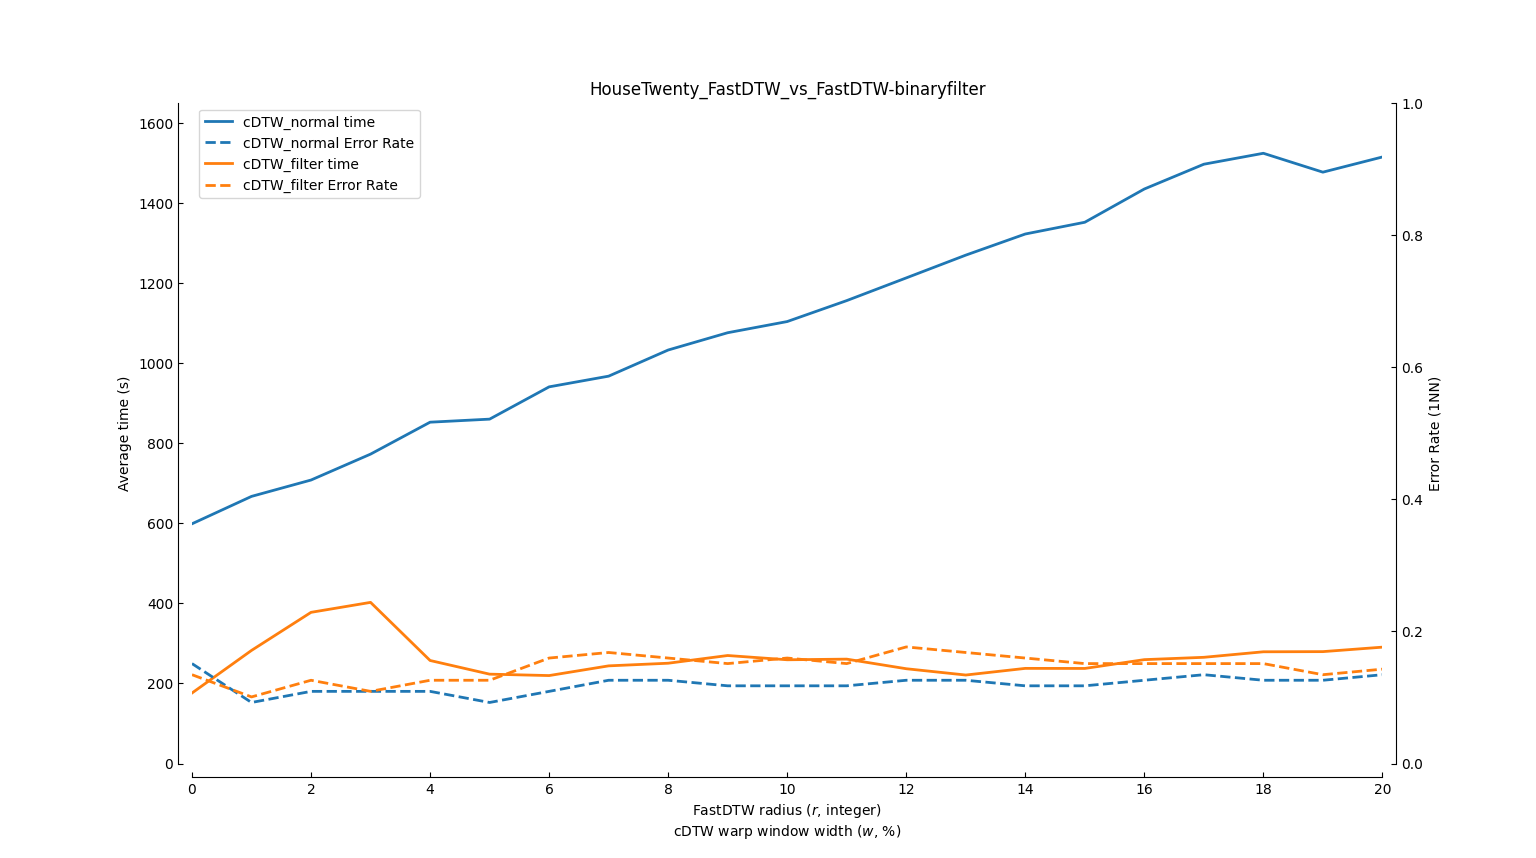 HouseTwenty_FastDTW_vs_FastDTW-binaryfilter
cDTW_normal time
cDTW_normal Error Rate
cDTW_filter time
cDTW_filter Error Rate
Average time (s)
1600
1400
1200
1000
800
600
400
200
0
1.0
0.8
0.6
0.4
0.2
0.0
Error Rate (1NN)
0 2 4 6 8 10 12 14 16 18 20
FastDTW radius (r, integer)
cDTW warp window width (w, %)